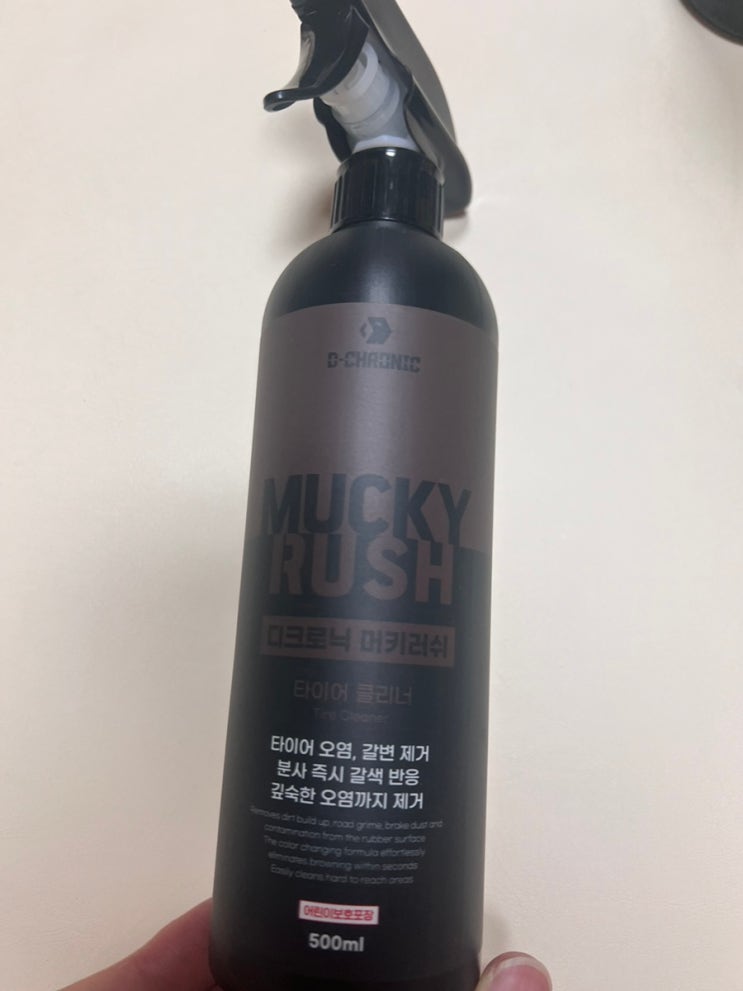 D-CHRONIC
MUCKY
RUSH
디크로닉 머키러쉬
타이어 클리너
Tire Cleaner
타이어 오염, 갈변 제거
분사 즉시 갈색 반응
깊숙한 오염까지 제거
Removes dirt build up, road grime, brake dust and
contamination from the rubber surface
The color changing formula effortlessly
eliminates browning within seconds
Easily cleans hard to reach areas
어린이보호포장
500ml